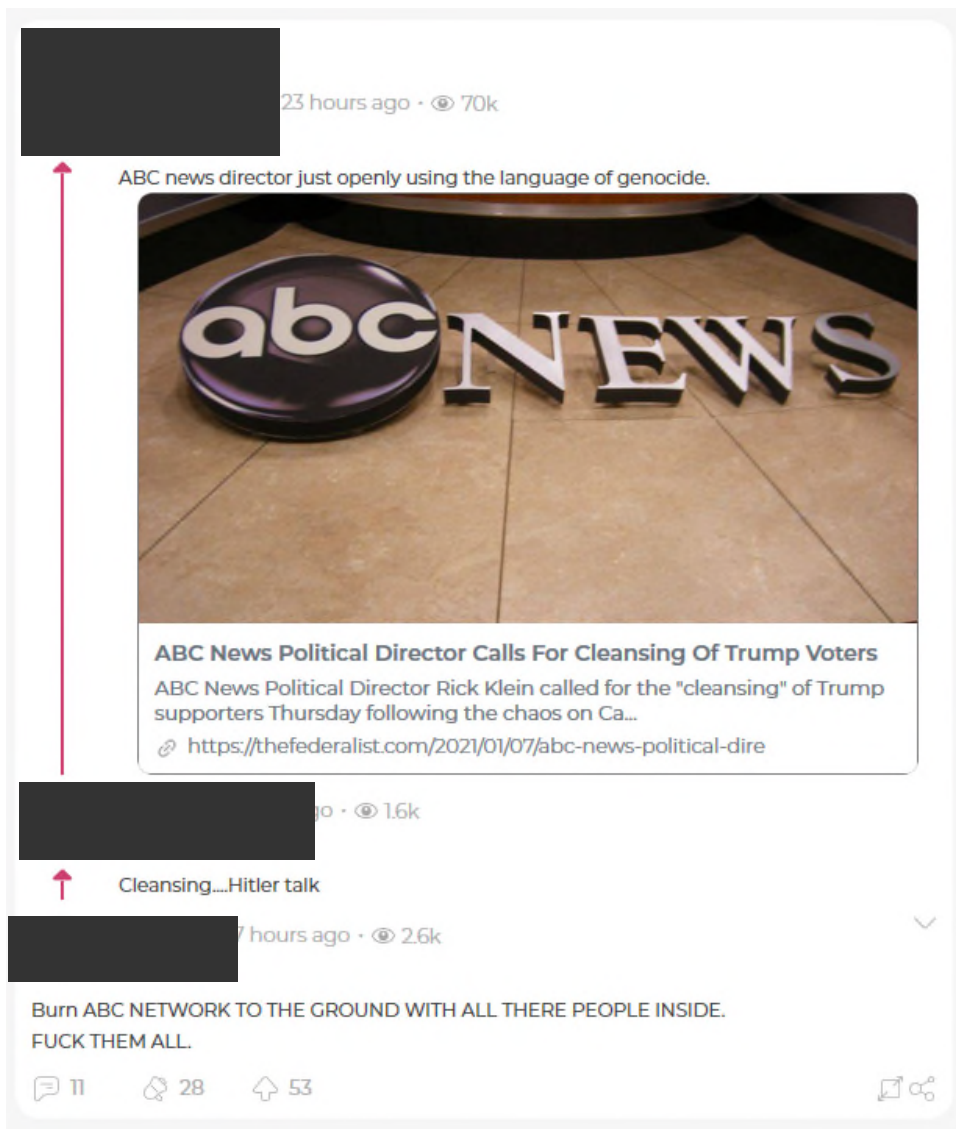 23 hours ago · 70k
ABC news director just openly using the language of genocide.
abc NEWS
ABC News Political Director Calls For Cleansing Of Trump Voters
ABC News Political Director Rick Klein called for the "cleansing" of Trump
supporters Thursday following the chaos on Ca...
https://thefederalist.com/2021/01/07/abc-news-political-dire
go · 1.6k
Cleansing....Hitler talk
7 hours ago · 2.6k
Burn ABC NETWORK TO THE GROUND WITH ALL THERE PEOPLE INSIDE.
FUCK THEM ALL.
11 28 53